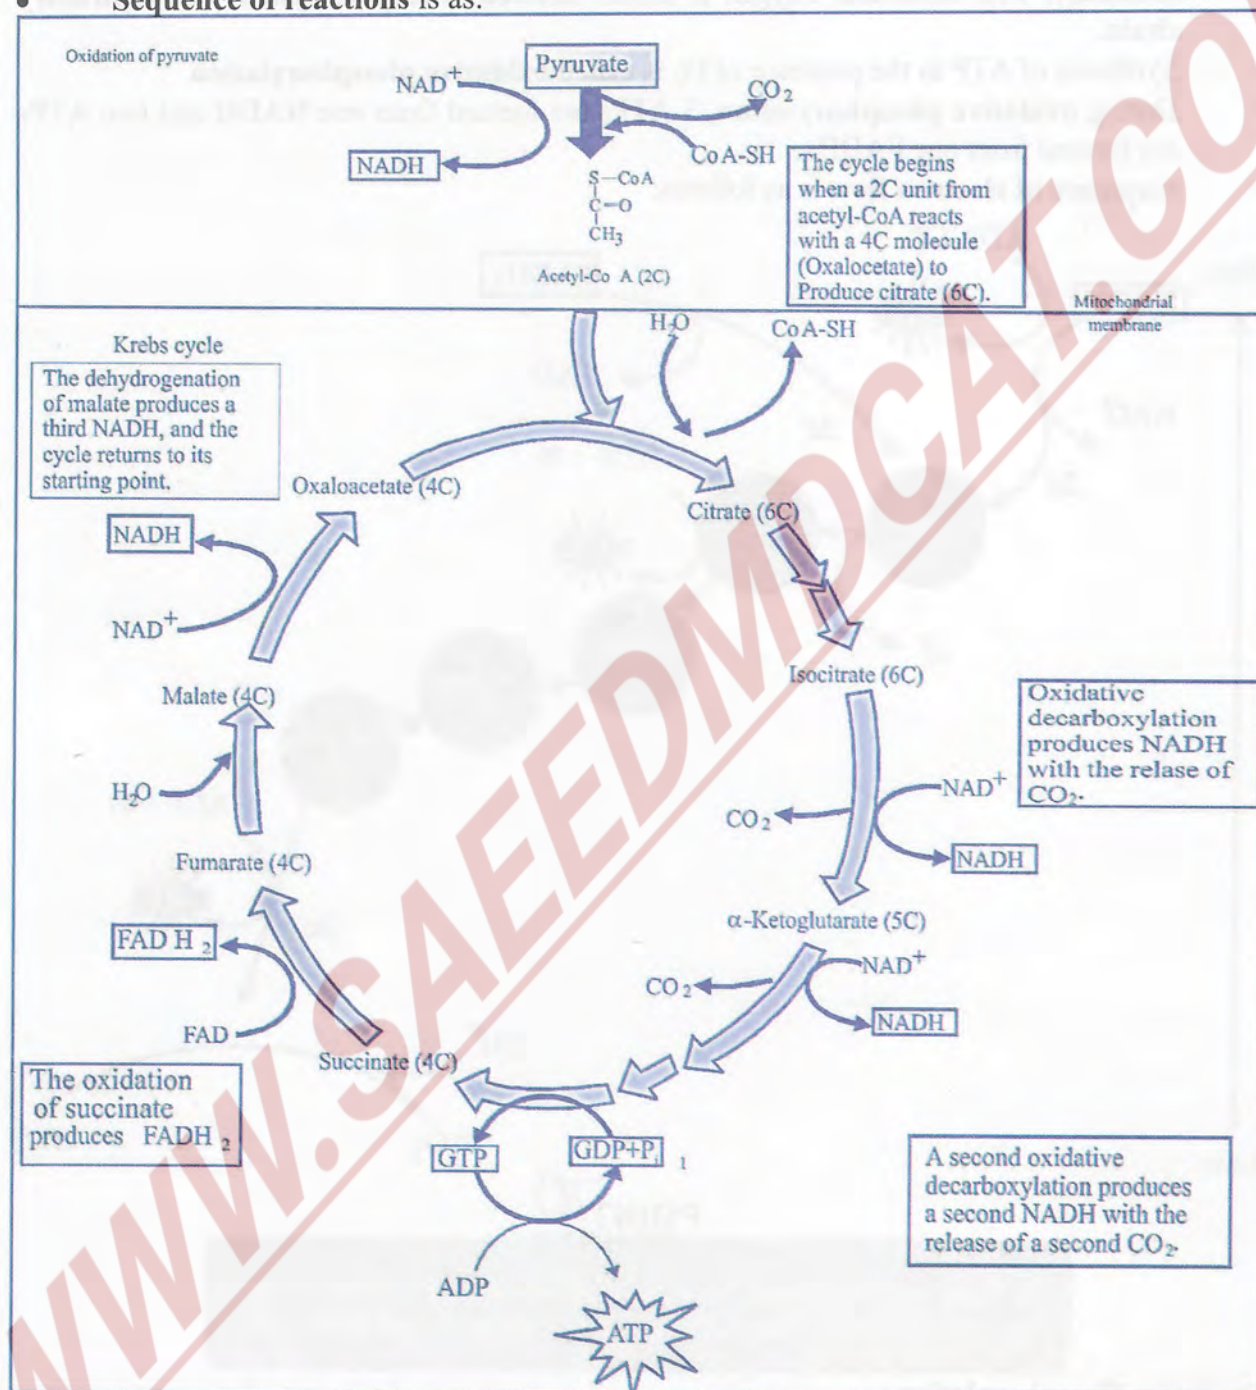 • Sequence of reactions is as:
Oxidation of pyruvate
Pyruvate
NAD+
CO2
NADH
CoA-SH
S—CoA
C—O
CH3
Acetyl-Co A (2C)
The cycle begins
when a 2C unit from
acetyl-CoA reacts
with a 4C molecule
(Oxalocetate) to
Produce citrate (6C).
Mitochondrial
membrane
Krebs cycle
H2O
CoA-SH
The dehydrogenation
of malate produces a
third NADH, and the
cycle returns to its
starting point.
Oxaloacetate (4C)
Citrate (6C)
NADH
NAD+
Isocitrate (6C)
Malate (4C)
Oxidative
decarboxylation
produces NADH
with the relase of
CO2.
H2O
NAD+
CO2
NADH
Fumarate (4C)
α-Ketoglutarate (5C)
FAD H2
NAD+
CO2
NADH
FAD
Succinate (4C)
The oxidation
of succinate
produces FADH2
GTP
GDP+Pi 1
A second oxidative
decarboxylation produces
a second NADH with the
release of a second CO2.
ADP
ATP
WWW.SAEEDMDCAT.CO